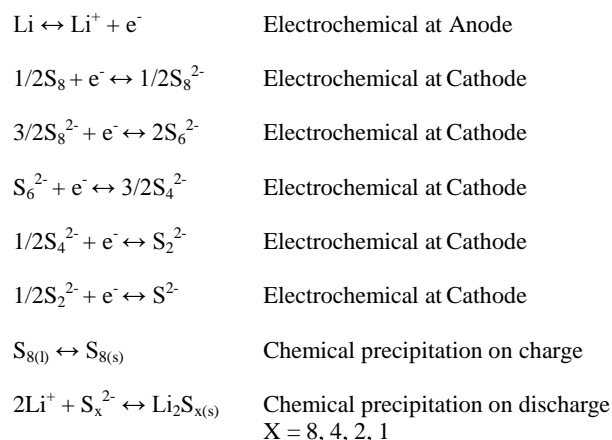 Li ↔ Li⁺ + e⁻ Electrochemical at Anode
1/2S₈ + e⁻ ↔ 1/2S₈²⁻ Electrochemical at Cathode
3/2S₈²⁻ + e⁻ ↔ 2S₆²⁻ Electrochemical at Cathode
S₆²⁻ + e⁻ ↔ 3/2S₄²⁻ Electrochemical at Cathode
1/2S₄²⁻ + e⁻ ↔ S₂²⁻ Electrochemical at Cathode
1/2S₂²⁻ + e⁻ ↔ S²⁻ Electrochemical at Cathode
S₈₍ₗ₎ ↔ S₈₍ₛ₎ Chemical precipitation on charge
2Li⁺ + Sₓ²⁻ ↔ Li₂Sₓ₍ₛ₎ Chemical precipitation on discharge
X = 8, 4, 2, 1